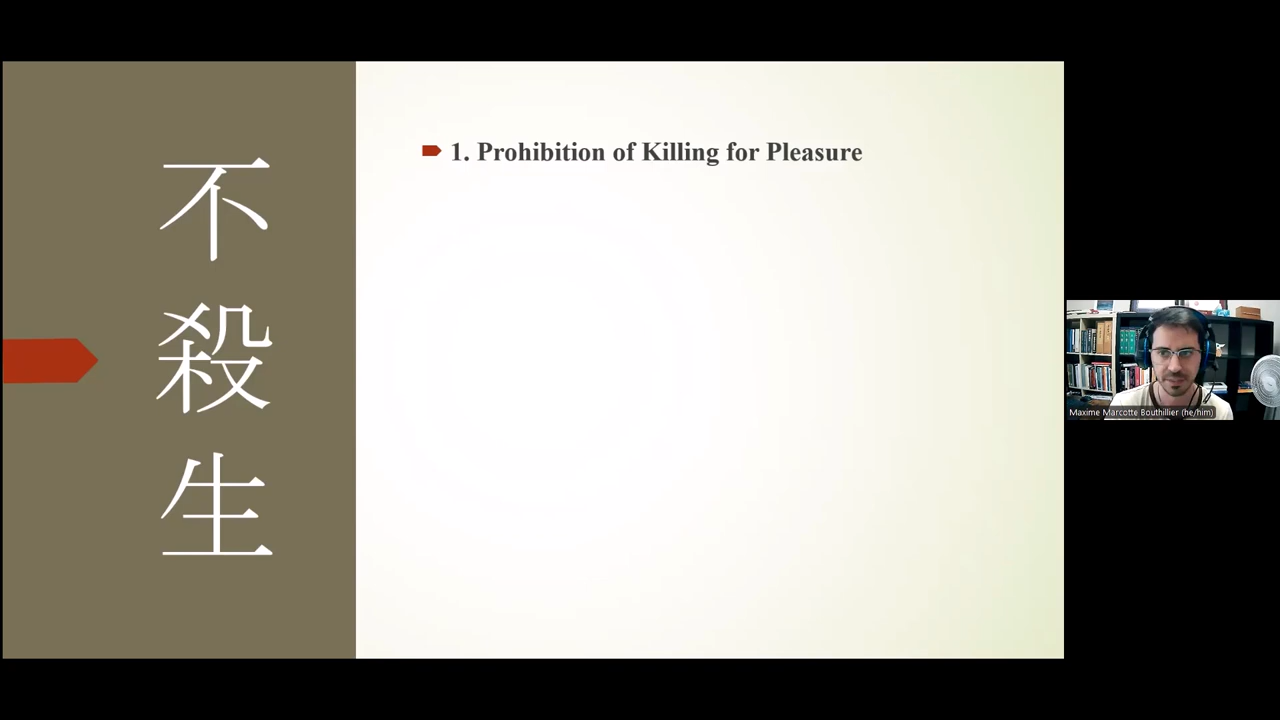 不殺生
1. Prohibition of Killing for Pleasure
Maxime Marcotte Bouthillier (he/him)